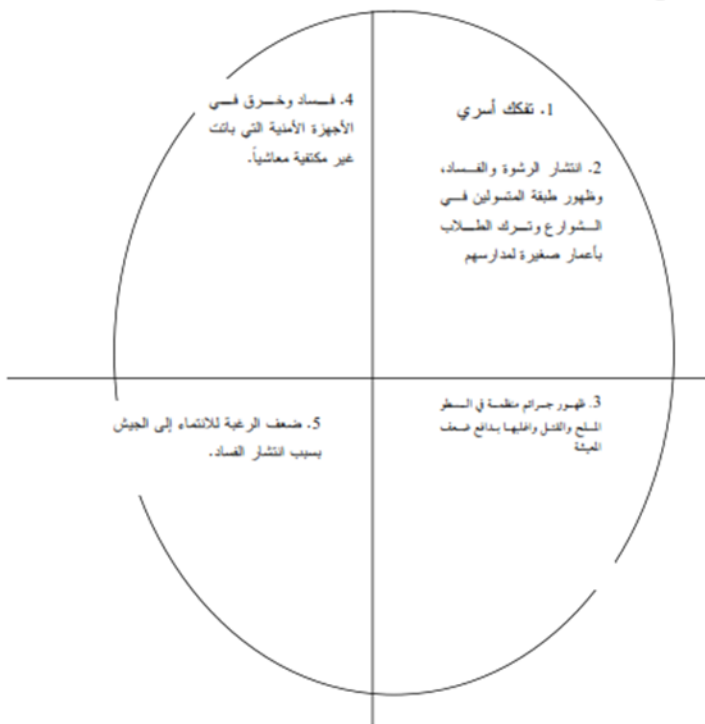 1. تفكك أسري
2. انتشار الرشوة والفساد،
وظهور طبقة المتسولين في
الشوارع وترك الطلاب
بأعمار صغيرة لمدارسهم
3. ظهور جرائم منظمة في السطو
المسلح والقتل واغلبها بدافع ضعف
المعيشة
4. فساد وخرق في
الأجهزة الأمنية التي باتت
غير مكتفية معاشياً.
5. ضعف الرغبة للانتماء إلى الجيش
بسبب انتشار الفساد.